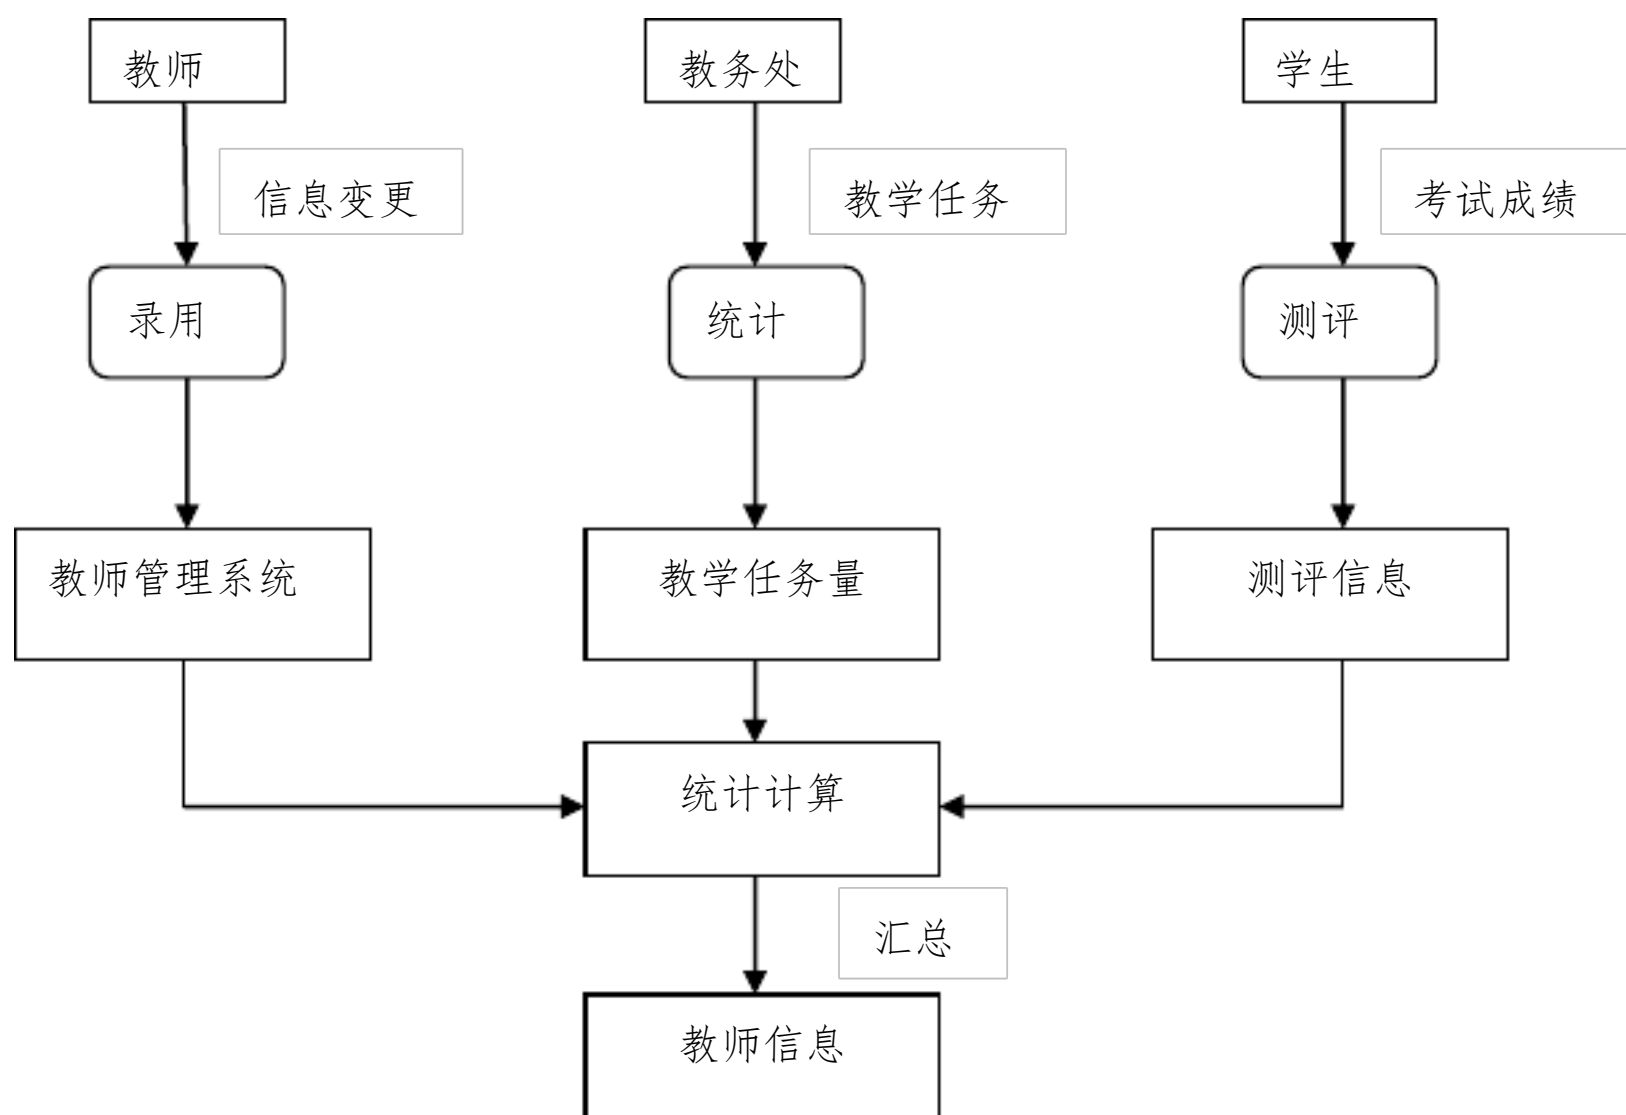 教师
教务处
学生
信息变更
教学任务
考试成绩
录用
统计
测评
教师管理系统
教学任务量
测评信息
统计计算
汇总
教师信息